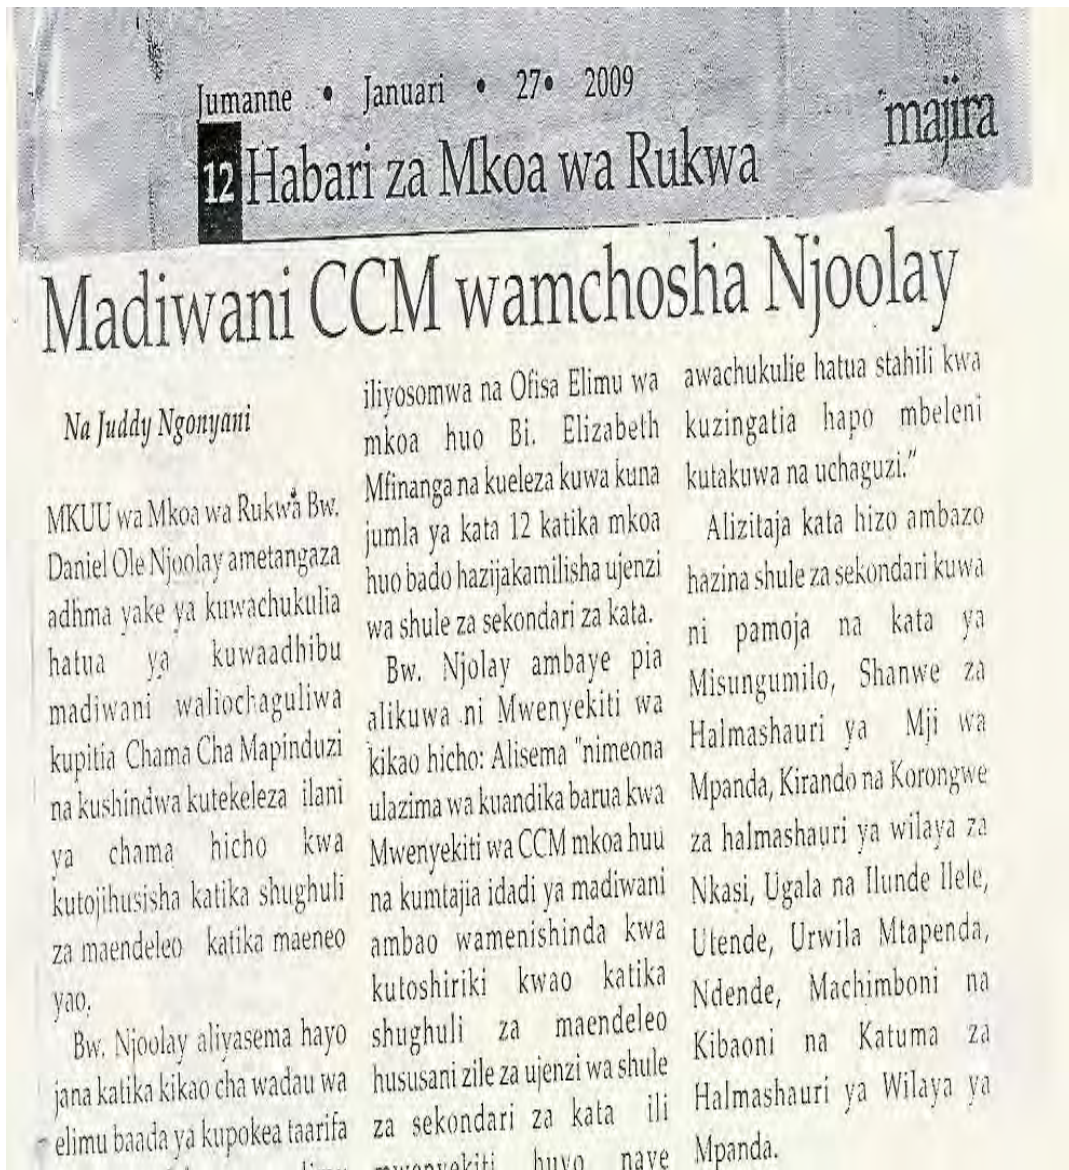 Jumanne • Januari • 27• 2009
majira
12 Habari za Mkoa wa Rukwa
Madiwani CCM wamchosha Njoolay
Na Juddy Ngonyani
MKUU wa Mkoa wa Rukwa Bw.
Daniel Ole Njoolay ametangaza
adhma yake ya kuwachukulia
hatua ya kuwaadhibu
madiwani waliochaguliwa
kupitia Chama Cha Mapinduzi
na kushindwa kutekeleza ilani
ya chama hicho kwa
kutojihusisha katika shughuli
za maendeleo katika maeneo
yao.
Bw. Njoolay aliyasema hayo
jana katika kikao cha wadau wa
elimu baada ya kupokea taarifa
iliyosomwa na Ofisa Elimu wa
mkoa huo Bi. Elizabeth
Mfinanga na kueleza kuwa kuna
jumla ya kata 12 katika mkoa
huo bado hazijakamilisha ujenzi
wa shule za sekondari za kata.
Bw. Njolay ambaye pia
alikuwa ni Mwenyekiti wa
kikao hicho: Alisema "nimeona
ulazima wa kuandika barua kwa
Mwenyekiti wa CCM mkoa huu
na kumtajia idadi ya madiwani
ambao wamenishinda kwa
kutoshiriki kwao katika
shughuli za maendeleo
hususani zile za ujenzi wa shule
za sekondari za kata ili
mwenyekiti huyo naye
awachukulie hatua stahili kwa
kuzingatia hapo mbeleni
kutakuwa na uchaguzi."
Alizitaja kata hizo ambazo
hazina shule za sekondari kuwa
ni pamoja na kata ya
Misungumilo, Shanwe za
Halmashauri ya Mji wa
Mpanda, Kirando na Korongwe
za halmashauri ya wilaya za
Nkasi, Ugala na Ilunde Ilele,
Utende, Urwila Mtapenda,
Ndende, Machimboni na
Kibaoni na Katuma za
Halmashauri ya Wilaya ya
Mpanda.